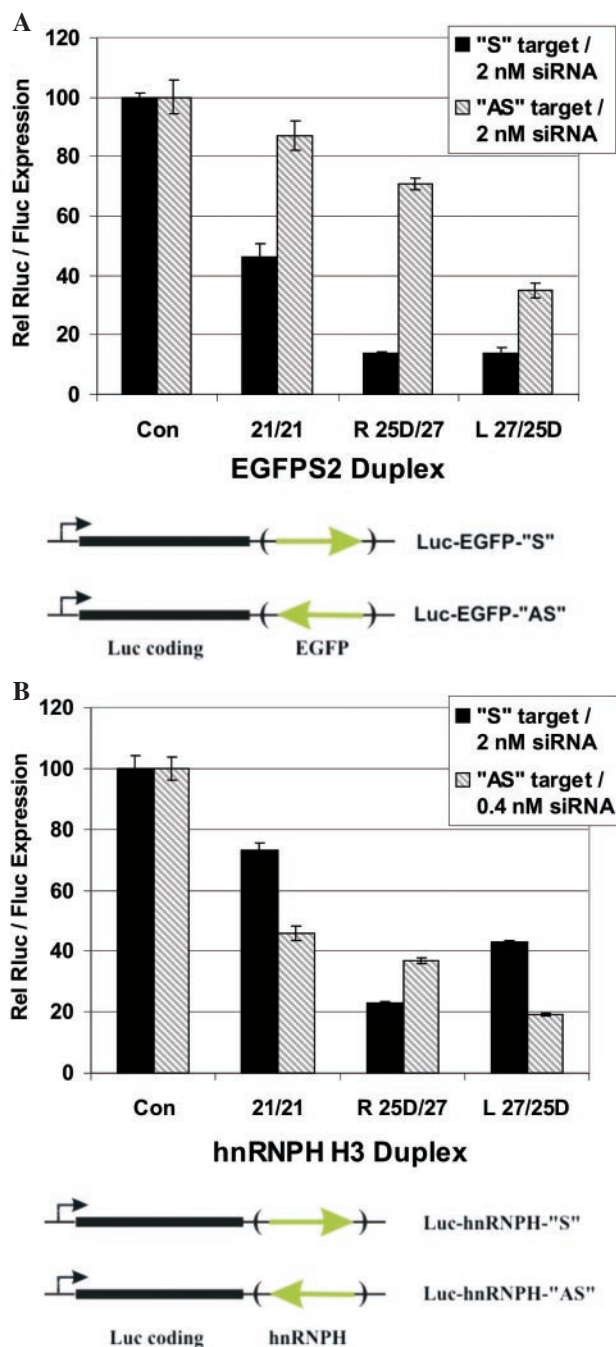 A
120
100
80
60
40
20
0
Rel Rluc / Fluc Expression
"S" target /
2 nM siRNA
"AS" target /
2 nM siRNA
Con 21/21 R 25D/27 L 27/25D
EGFPS2 Duplex
( ) Luc-EGFP-"S"
( ) Luc-EGFP-"AS"
Luc coding EGFP
B
120
100
80
60
40
20
0
Rel Rluc / Fluc Expression
"S" target /
2 nM siRNA
"AS" target /
0.4 nM siRNA
Con 21/21 R 25D/27 L 27/25D
hnRNPH H3 Duplex
( ) Luc-hnRNPH-"S"
( ) Luc-hnRNPH-"AS"
Luc coding hnRNPH